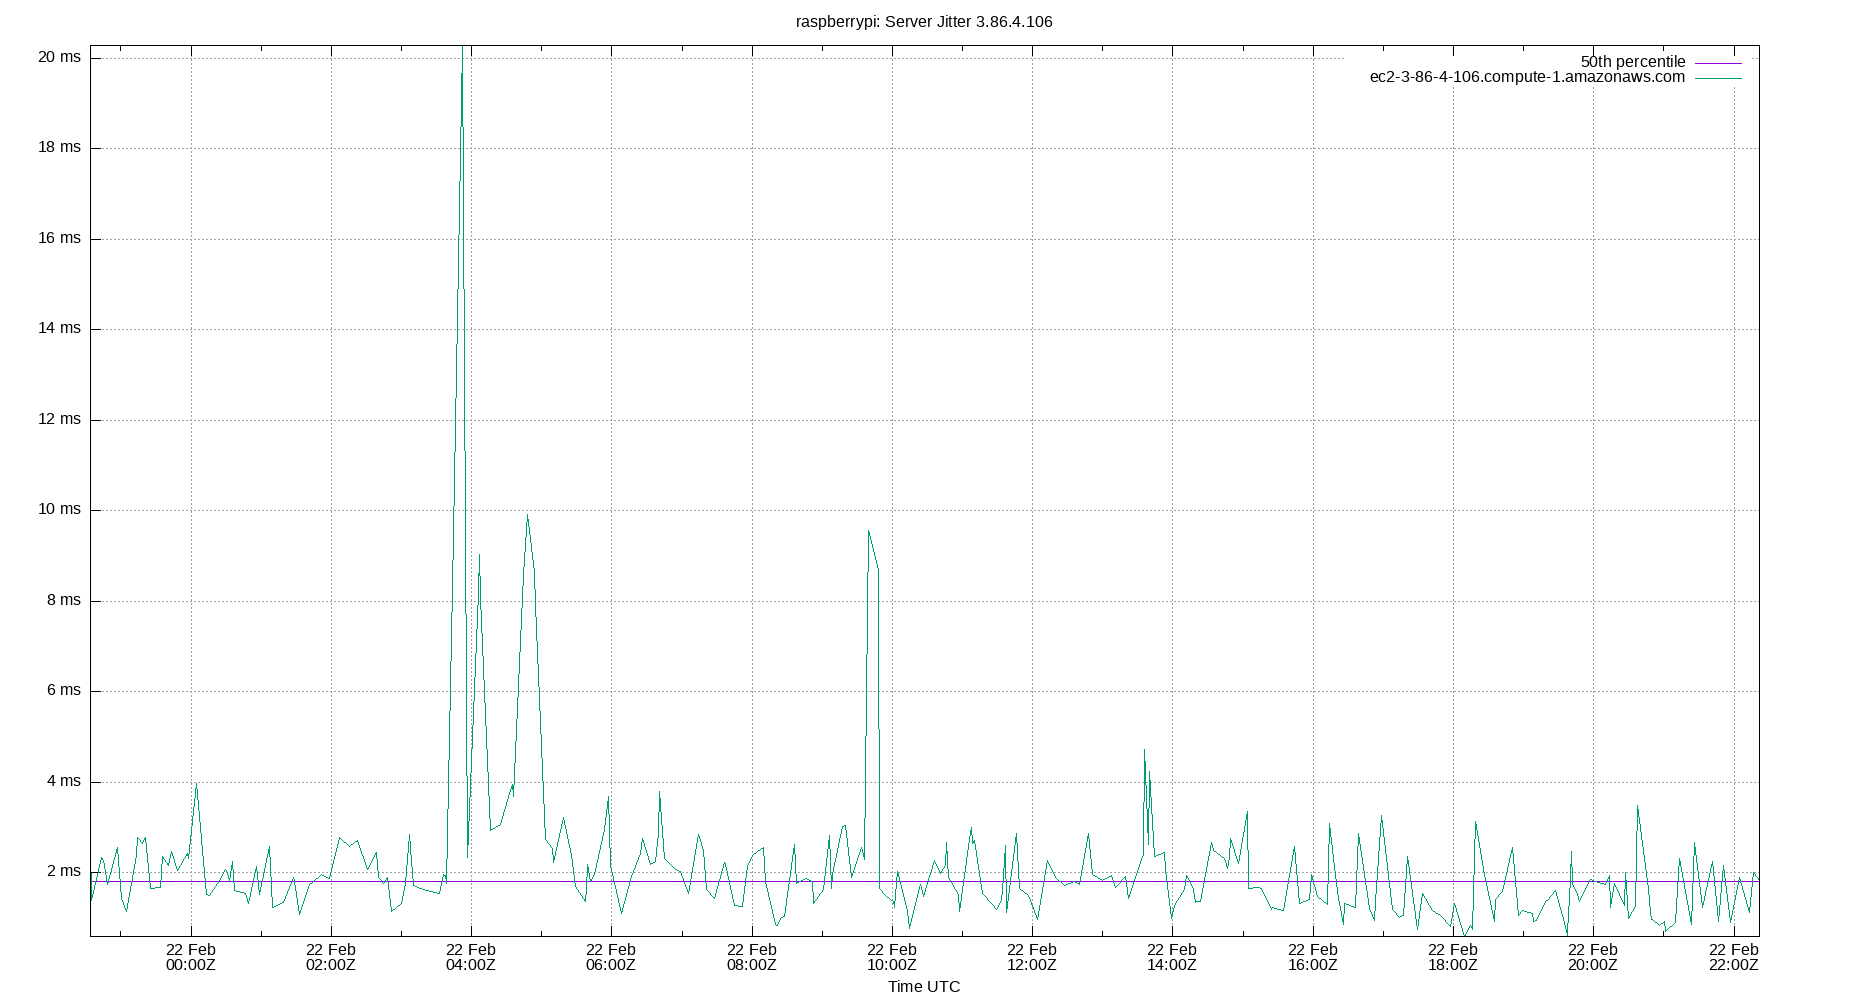 raspberrypi: Server Jitter 3.86.4.106
20 ms
18 ms
16 ms
14 ms
12 ms
10 ms
8 ms
6 ms
4 ms
2 ms
50th percentile
ec2-3-86-4-106.compute-1.amazonaws.com
22 Feb 22 Feb 22 Feb 22 Feb 22 Feb 22 Feb 22 Feb 22 Feb 22 Feb 22 Feb 22 Feb 22 Feb
00:00Z 02:00Z 04:00Z 06:00Z 08:00Z 10:00Z 12:00Z 14:00Z 16:00Z 18:00Z 20:00Z 22:00Z
Time UTC